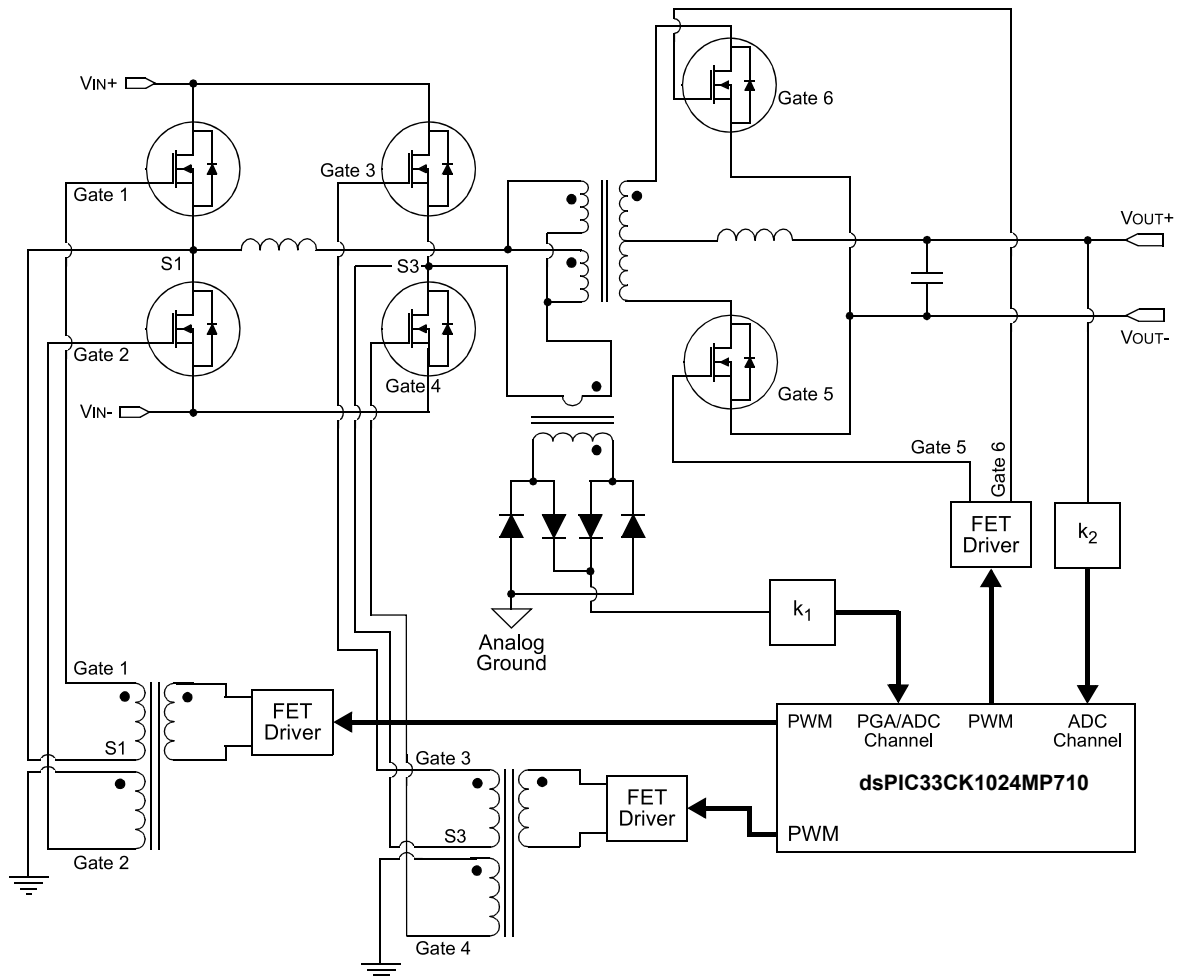 VIN+
Gate 6
Gate 3
Gate 1
VOUT+
S1
S3
Gate 2
VOUT-
Gate 4
Gate 5
VIN-
Gate 5
Gate 6
FET
Driver
k2
k1
Analog
Ground
Gate 1
FET
Driver
S1
PWM
PGA/ADC
Channel
PWM
ADC
Channel
dsPIC33CK1024MP710
PWM
Gate 3
FET
Driver
S3
Gate 2
Gate 4